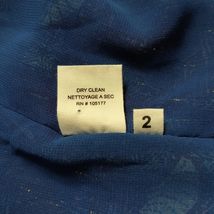 DRY CLEAN
NETTOYAGE A SEC
RN # 105177
2